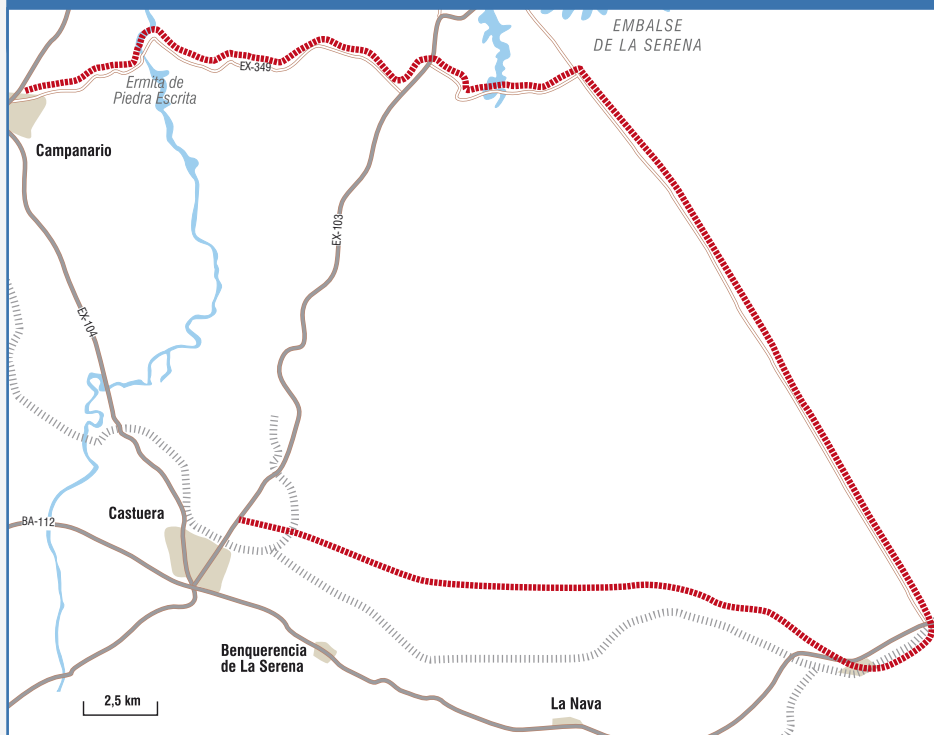 EMBALSE
DE LA SERENA
EX-349
Ermita de
Piedra Escrita
Campanario
EX-103
EX-104
Castuera
BA-112
Benquerencia
de La Serena
2,5 km
La Nava